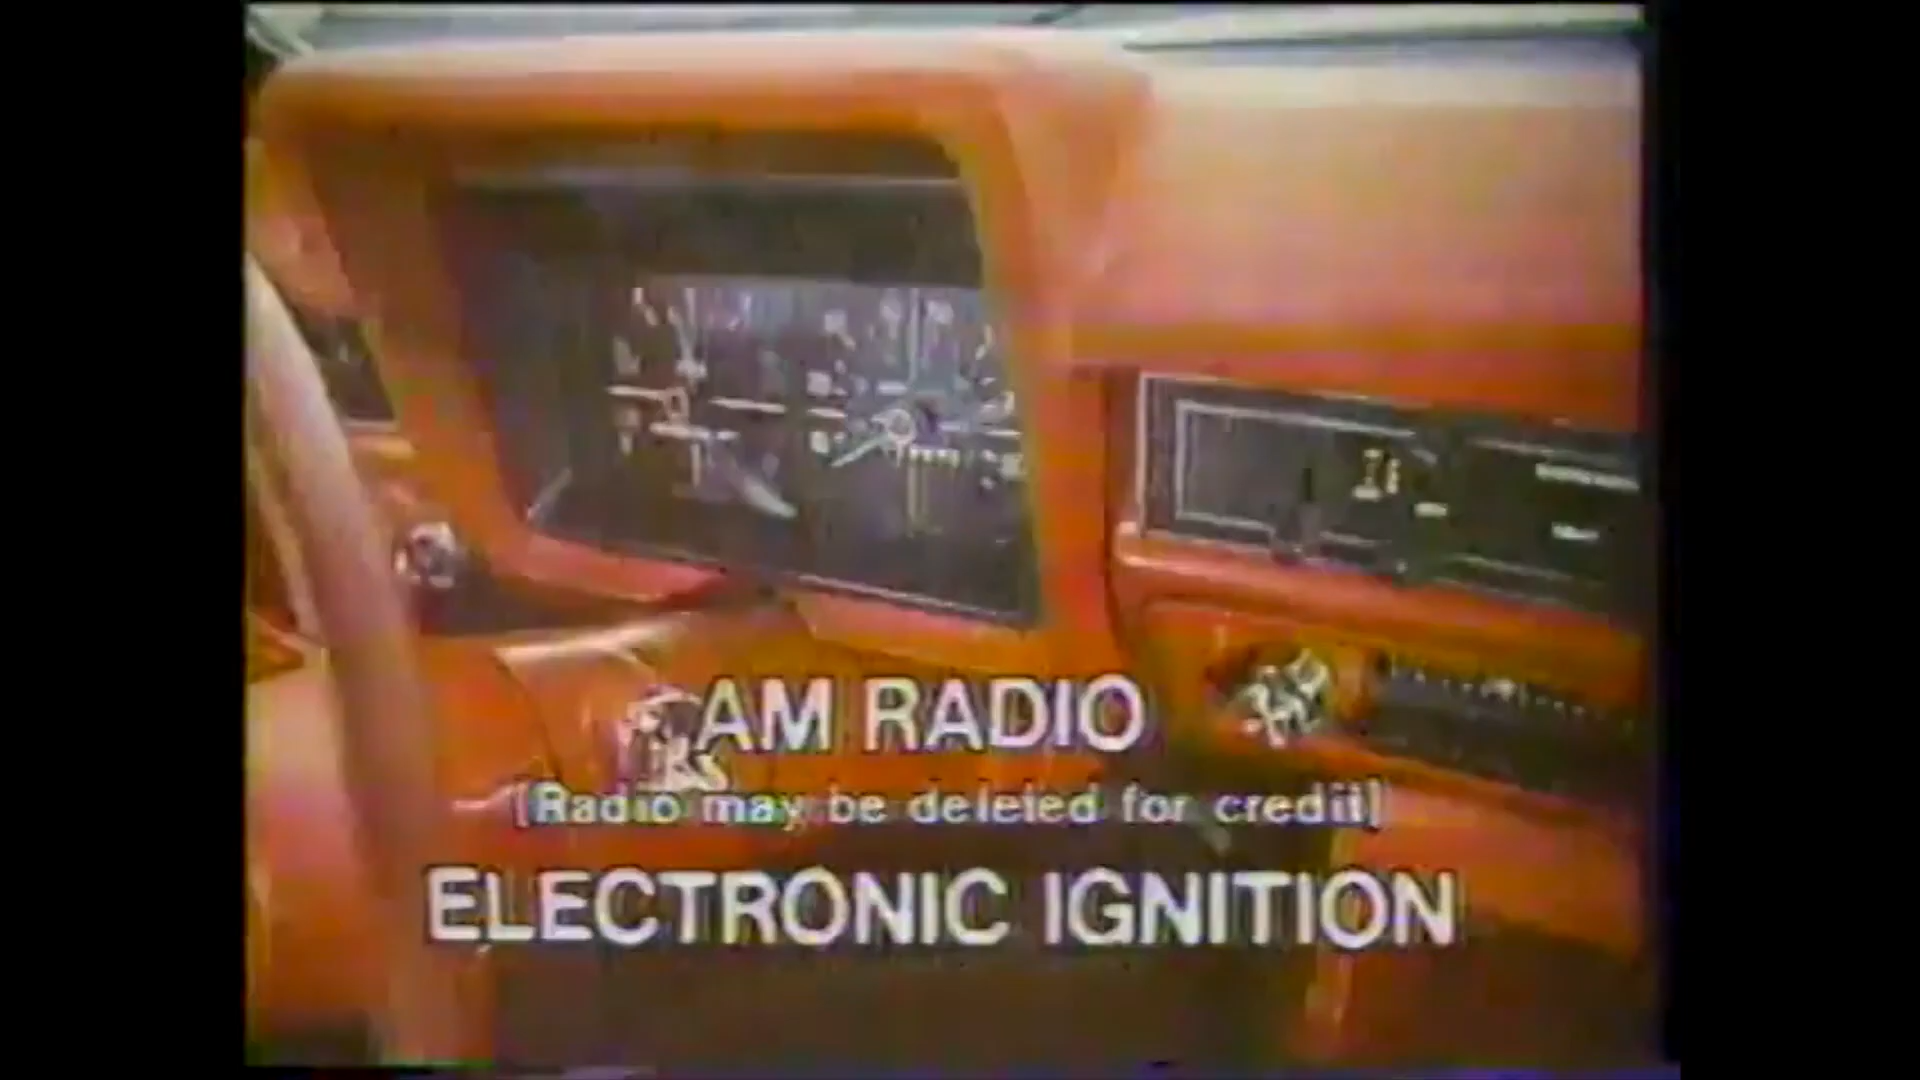 AM RADIO
(Radio may be deleted for credit)
ELECTRONIC IGNITION